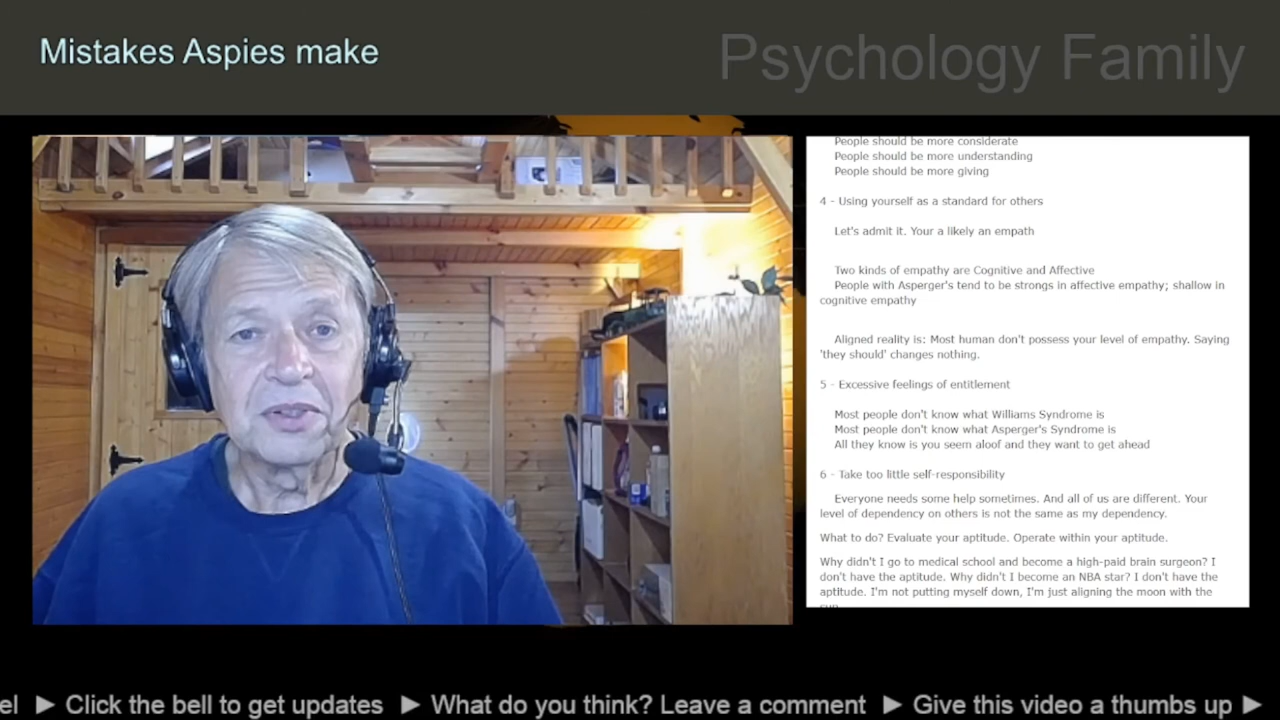 Mistakes Aspies make
Psychology Family
People should be more considerate
People should be more understanding
People should be more giving
4 - Using yourself as a standard for others
Let's admit it. Your a likely an empath
Two kinds of empathy are Cognitive and Affective
People with Asperger's tend to be strongs in affective empathy; shallow in
cognitive empathy
Aligned reality is: Most human don't possess your level of empathy. Saying
'they should' changes nothing.
5 - Excessive feelings of entitlement
Most people don't know what Williams Syndrome is
Most people don't know what Asperger's Syndrome is
All they know is you seem aloof and they want to get ahead
6 - Take too little self-responsibility
Everyone needs some help sometimes. And all of us are different. Your
level of dependency on others is not the same as my dependency.
What to do? Evaluate your aptitude. Operate within your aptitude.
Why didn't I go to medical school and become a high-paid brain surgeon? I
don't have the aptitude. Why didn't I become an NBA star? I don't have the
aptitude. I'm not putting myself down, I'm just aligning the moon with the
el ▶ Click the bell to get updates ▶ What do you think? Leave a comment ▶ Give this video a thumbs up ▶